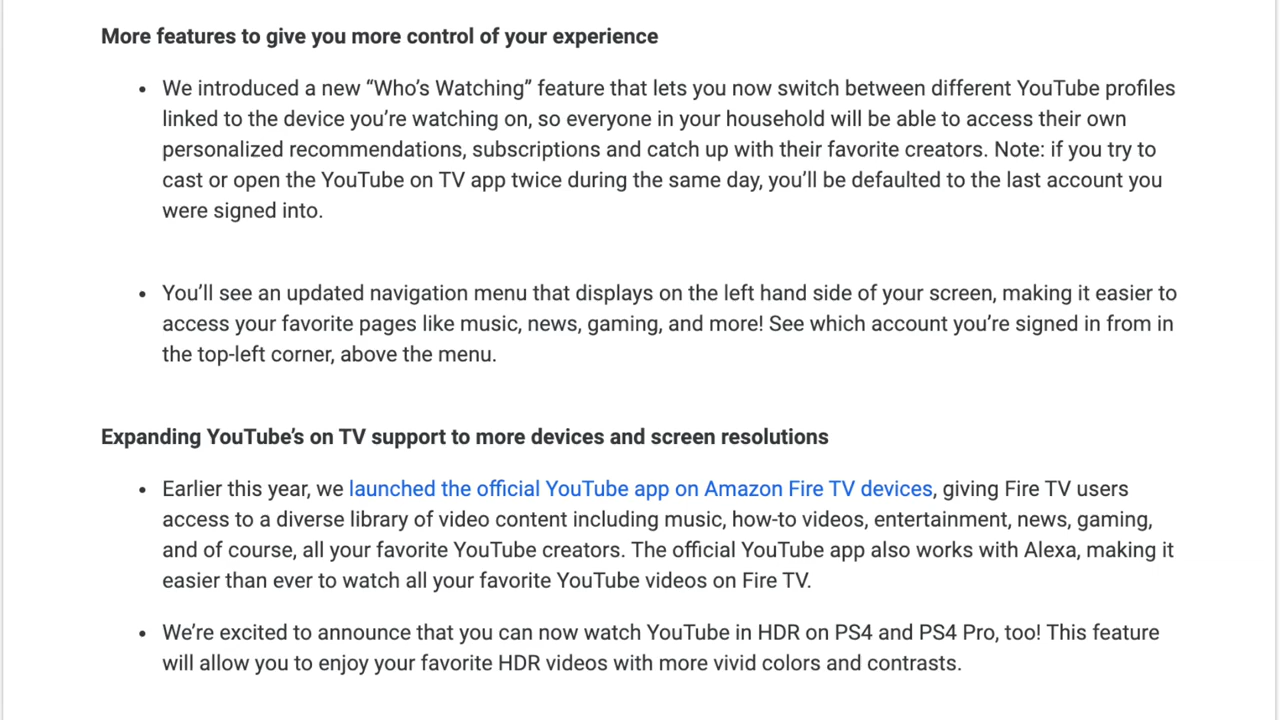 More features to give you more control of your experience
• We introduced a new “Who’s Watching” feature that lets you now switch between different YouTube profiles
linked to the device you’re watching on, so everyone in your household will be able to access their own
personalized recommendations, subscriptions and catch up with their favorite creators. Note: if you try to
cast or open the YouTube on TV app twice during the same day, you’ll be defaulted to the last account you
were signed into.
• You’ll see an updated navigation menu that displays on the left hand side of your screen, making it easier to
access your favorite pages like music, news, gaming, and more! See which account you’re signed in from in
the top-left corner, above the menu.
Expanding YouTube’s on TV support to more devices and screen resolutions
• Earlier this year, we launched the official YouTube app on Amazon Fire TV devices, giving Fire TV users
access to a diverse library of video content including music, how-to videos, entertainment, news, gaming,
and of course, all your favorite YouTube creators. The official YouTube app also works with Alexa, making it
easier than ever to watch all your favorite YouTube videos on Fire TV.
• We’re excited to announce that you can now watch YouTube in HDR on PS4 and PS4 Pro, too! This feature
will allow you to enjoy your favorite HDR videos with more vivid colors and contrasts.